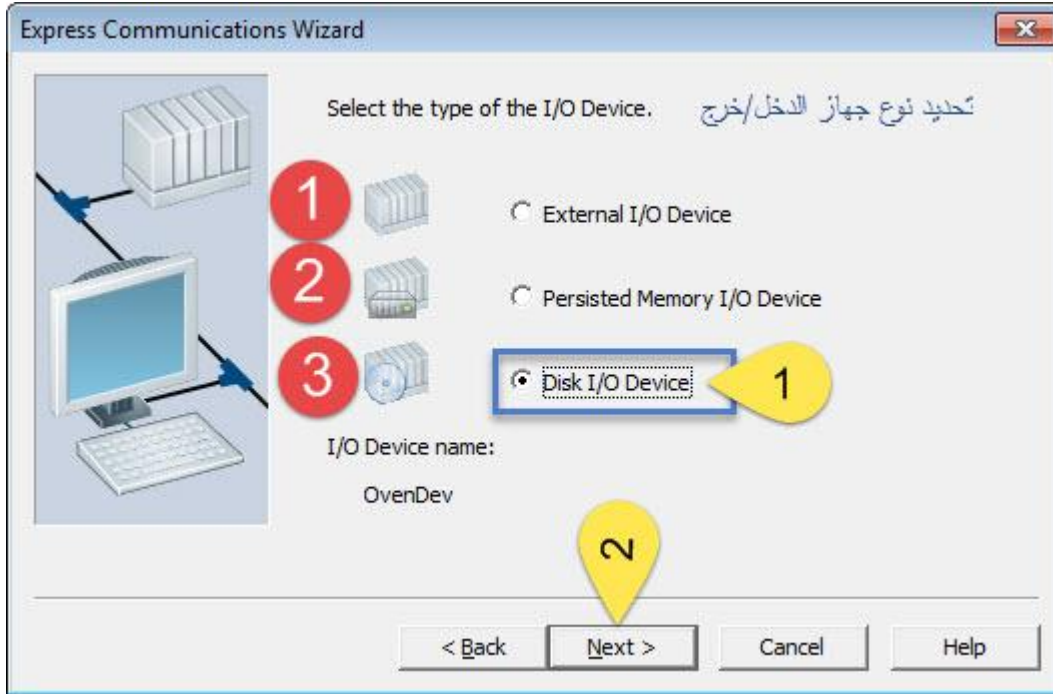 Express Communications Wizard
Select the type of the I/O Device. تحديد نوع جهاز الدخل/خرج
1 External I/O Device
2 Persisted Memory I/O Device
3 Disk I/O Device 1
I/O Device name:
OvenDev
2
< Back Next > Cancel Help